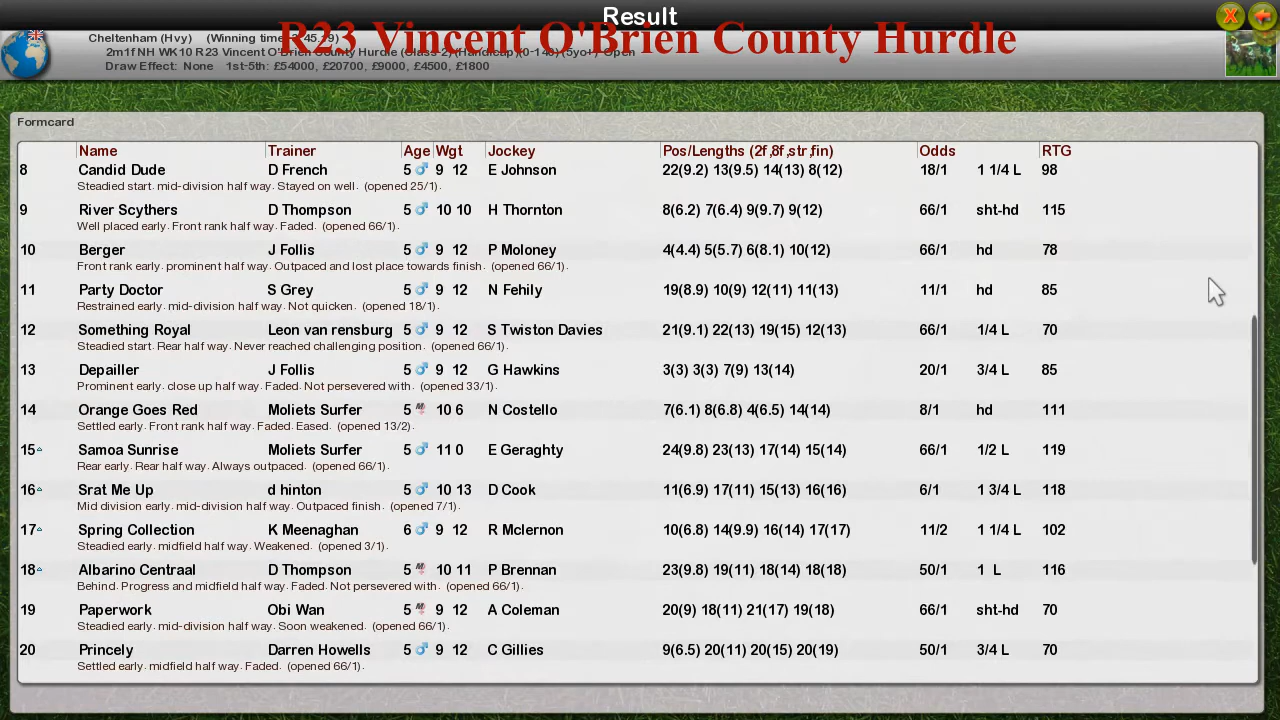 Result
R23 Vincent O'Brien County Hurdle
Cheltenham (Hvy) (Winning time
2m1f NH WK10 R23 Vincent O'Brien County Hurdle (Class 2) (Handicap) (5yo+) Open
Draw Effect: None 1st-5th: £54000, £20700, £9000, £4500, £1800
Formcard
Name Trainer Age Wgt Jockey Pos/Lengths (2f,8f,str,fin) Odds RTG
8 Candid Dude D French 5 9 12 E Johnson 22(9.2) 13(9.5) 14(13) 8(12) 18/1 1 1/4 L 98
Steadied start. mid-division half way. Stayed on well. (opened 25/1).
9 River Scythers D Thompson 5 10 10 H Thornton 8(6.2) 7(6.4) 9(9.7) 9(12) 66/1 sht-hd 115
Well placed early. Front rank half way. Faded. (opened 66/1).
10 Berger J Follis 5 9 12 P Moloney 4(4.4) 5(5.7) 6(8.1) 10(12) 66/1 hd 78
Front rank early. prominent half way. Outpaced and lost place towards finish. (opened 66/1).
11 Party Doctor S Grey 5 9 12 N Fehily 19(8.9) 10(9) 12(11) 11(13) 11/1 hd 85
Restrained early. mid-division half way. Not quicken. (opened 18/1).
12 Something Royal Leon van rensburg 5 9 12 S Twiston Davies 21(9.1) 22(13) 19(15) 12(13) 66/1 1/4 L 70
Steadied start. Rear half way. Never reached challenging position. (opened 66/1).
13 Depailler J Follis 5 9 12 G Hawkins 3(3) 3(3) 7(9) 13(14) 20/1 3/4 L 85
Prominent early. close up half way. Faded. Not persevered with. (opened 33/1).
14 Orange Goes Red Moliets Surfer 5 10 6 N Costello 7(6.1) 8(6.8) 4(6.5) 14(14) 8/1 hd 111
Settled early. Front rank half way. Faded. Eased. (opened 13/2).
15 Samoa Sunrise Moliets Surfer 5 11 0 E Geraghty 24(9.8) 23(13) 17(14) 15(14) 66/1 1/2 L 119
Rear early. Rear half way. Always outpaced. (opened 66/1).
16 Srat Me Up d hinton 5 10 13 D Cook 11(6.9) 17(11) 15(13) 16(16) 6/1 1 3/4 L 118
Mid division early. mid-division half way. Outpaced finish. (opened 7/1).
17 Spring Collection K Meenaghan 6 9 12 R Mclernon 10(6.8) 14(9.9) 16(14) 17(17) 11/2 1 1/4 L 102
Steadied early. midfield half way. Weakened. (opened 3/1).
18 Albarino Centraal D Thompson 5 10 11 P Brennan 23(9.8) 19(11) 18(14) 18(18) 50/1 1 L 116
Behind. Progress and midfield half way. Faded. Not persevered with. (opened 66/1).
19 Paperwork Obi Wan 5 9 12 A Coleman 20(9) 18(11) 21(17) 19(18) 66/1 sht-hd 70
Steadied early. mid-division half way. Soon weakened. (opened 66/1).
20 Princely Darren Howells 5 9 12 C Gillies 9(6.5) 20(11) 20(15) 20(19) 50/1 3/4 L 70
Settled early. midfield half way. Faded. (opened 66/1).